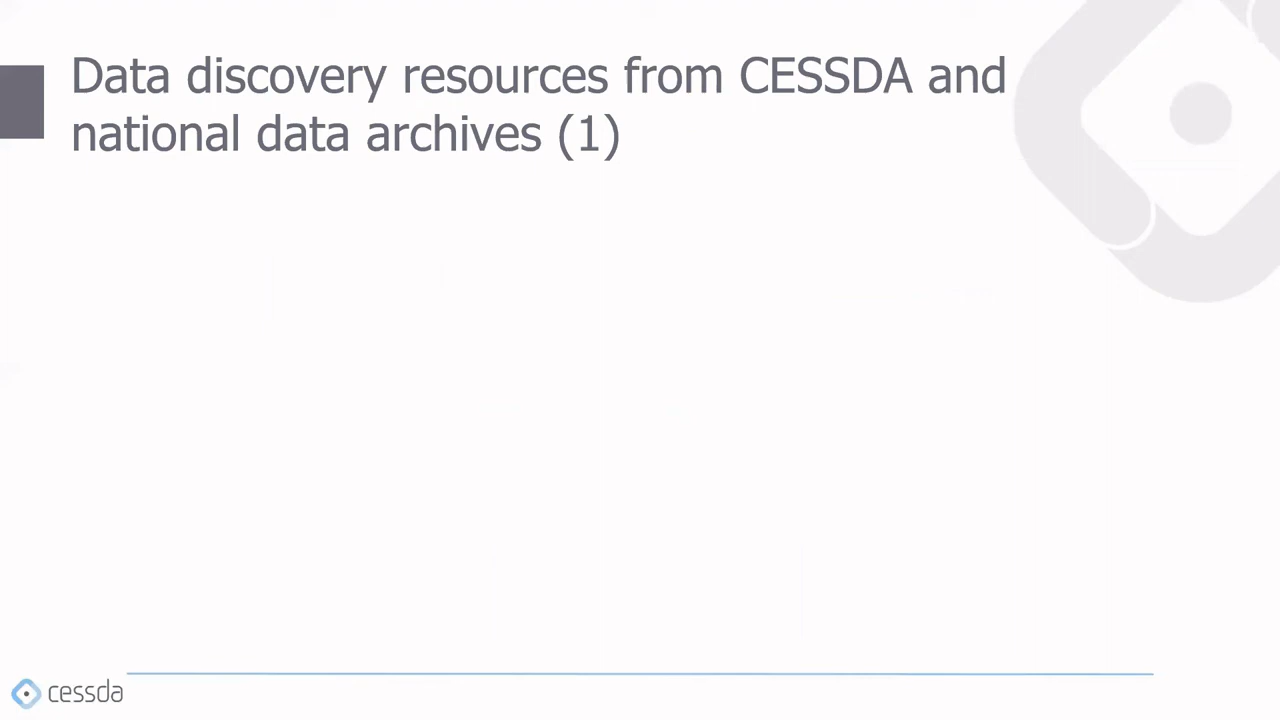 Data discovery resources from CESSDA and
national data archives (1)
cessda